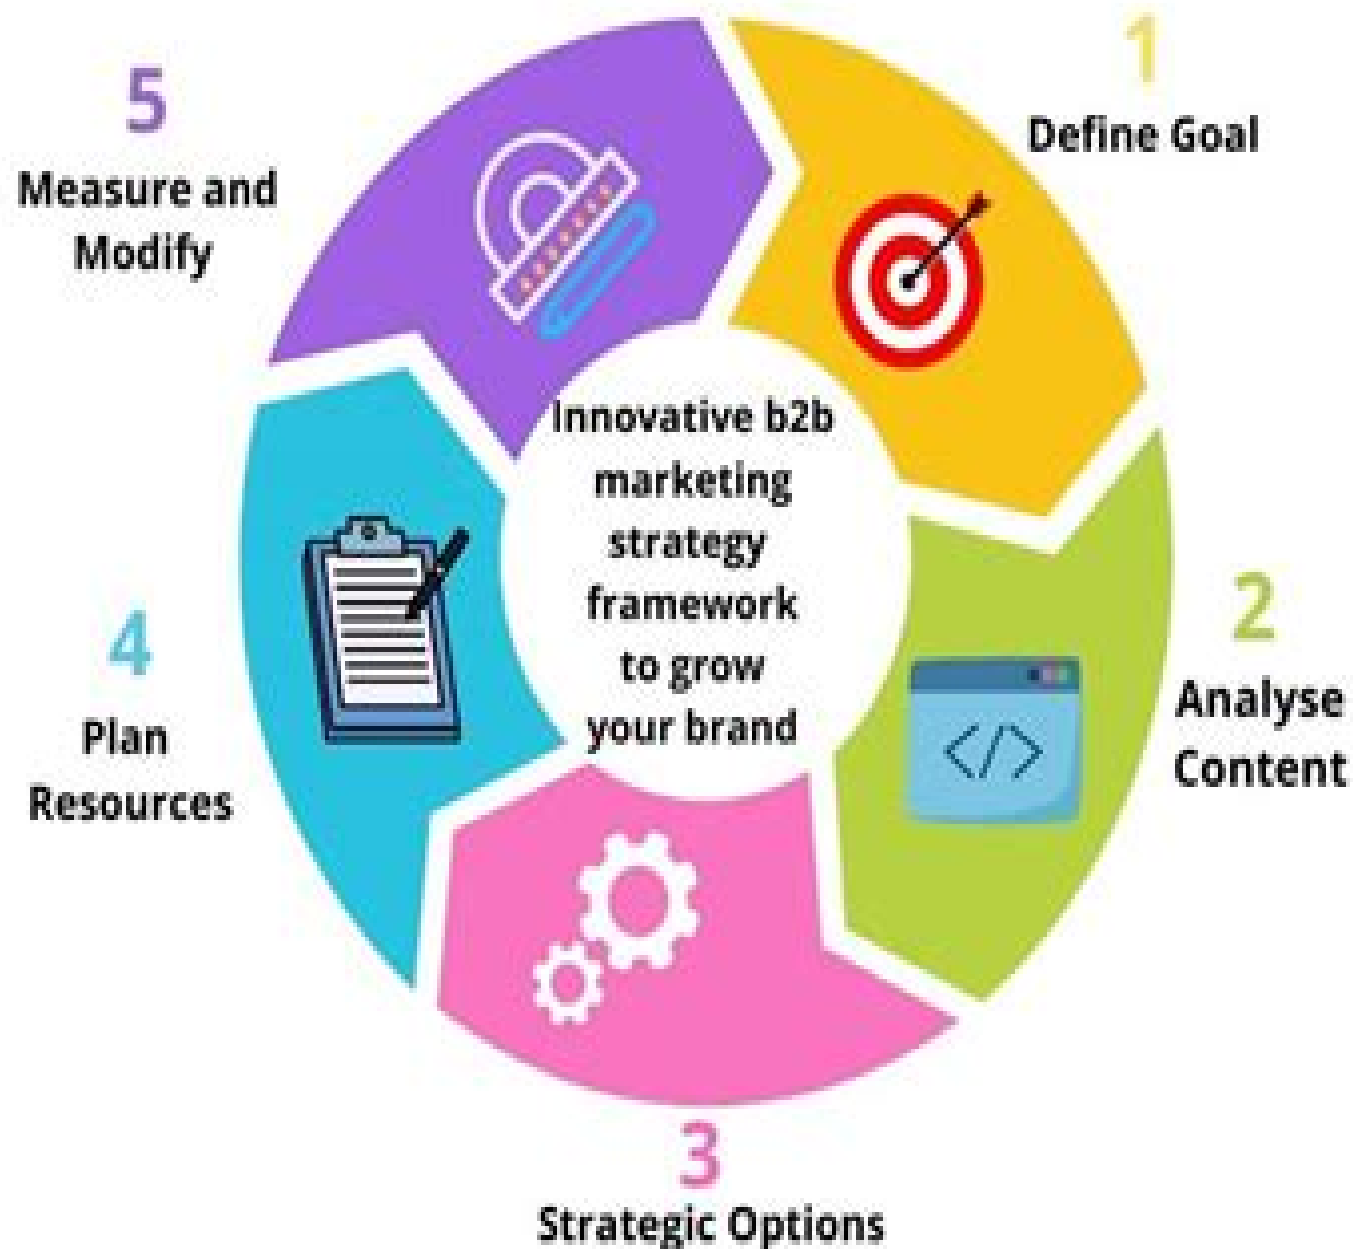 1
Define Goal
2
Analyse
Content
3
Strategic Options
4
Plan
Resources
5
Measure and
Modify
Innovative b2b
marketing
strategy
framework
to grow
your brand